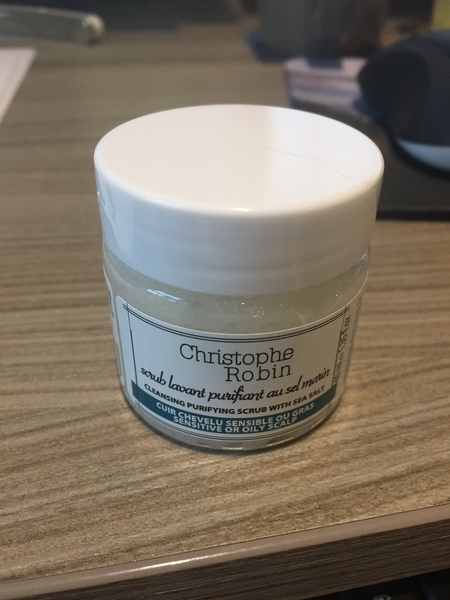 Christophe
Robin
scrub lavant purifiant au sel marin
CLEANSING PURIFYING SCRUB WITH SEA SALT
CUIR CHEVELU SENSIBLE OU GRAS
SENSITIVE OR OILY SCALP